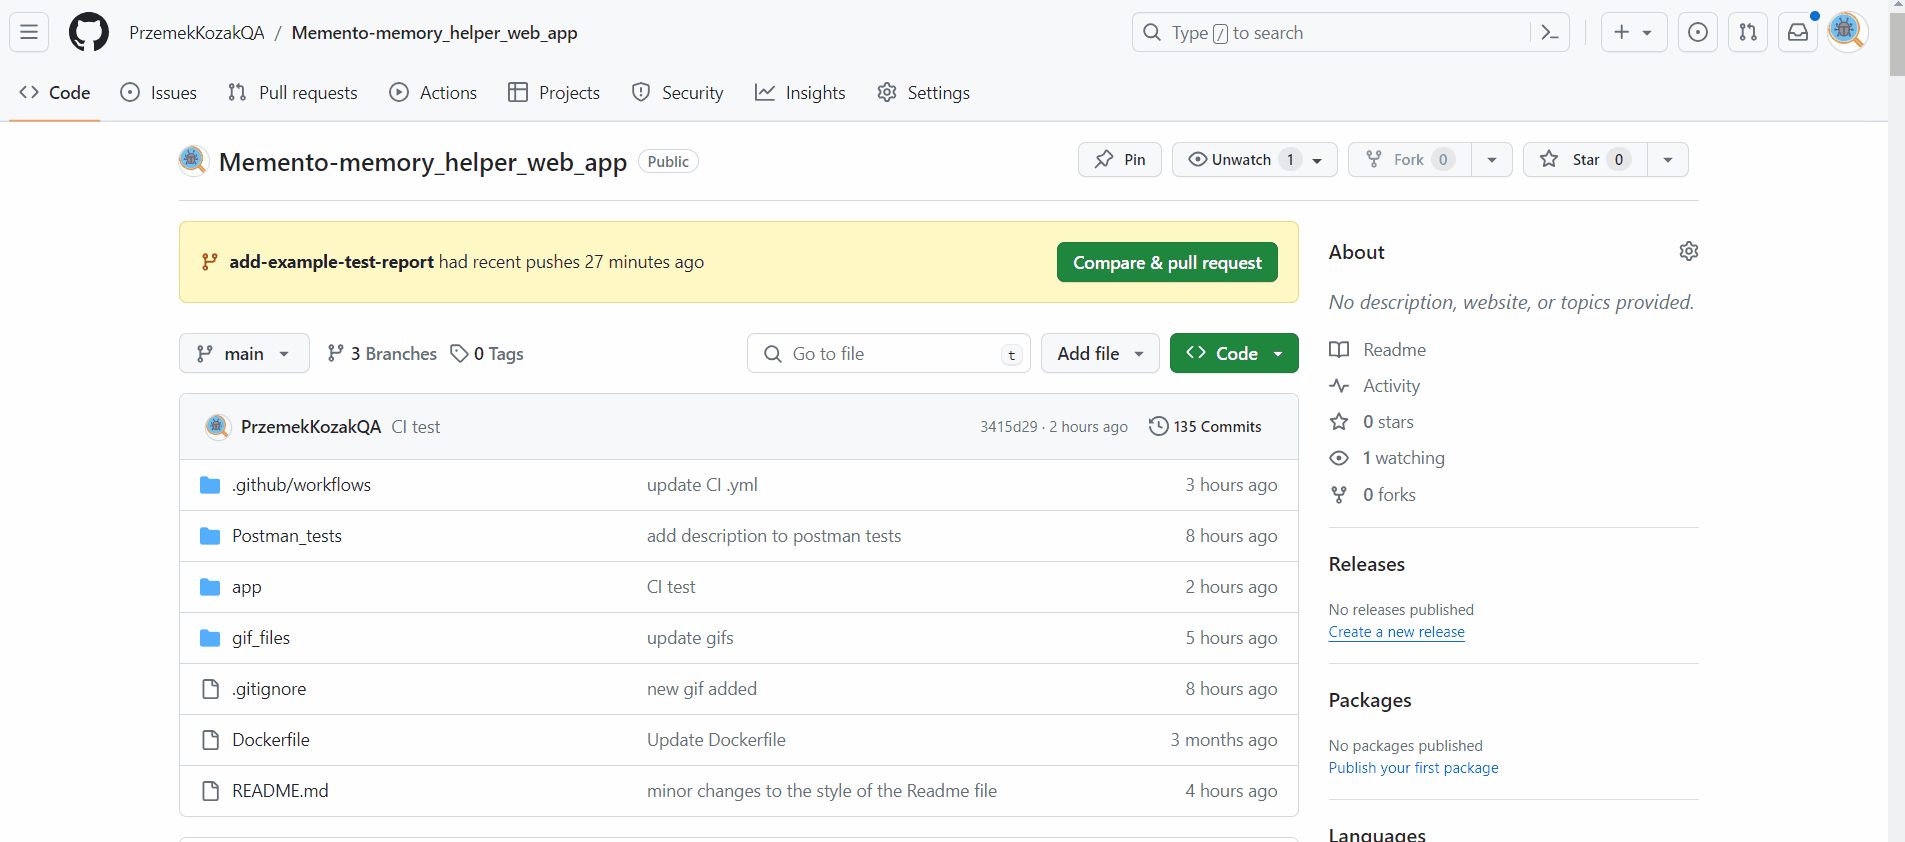 PrzemekKozakQA / Memento-memory_helper_web_app
Type / to search
Code Issues Pull requests Actions Projects Security Insights Settings
Memento-memory_helper_web_app Public
Pin Unwatch 1 Fork 0 Star 0
add-example-test-report had recent pushes 27 minutes ago
Compare & pull request
main 3 Branches 0 Tags
Go to file t
Add file
Code
PrzemekKozakQA CI test 3415d29 · 2 hours ago 135 Commits
.github/workflows update CI .yml 3 hours ago
Postman_tests add description to postman tests 8 hours ago
app CI test 2 hours ago
gif_files update gifs 5 hours ago
.gitignore new gif added 8 hours ago
Dockerfile Update Dockerfile 3 months ago
README.md minor changes to the style of the Readme file 4 hours ago
About
No description, website, or topics provided.
Readme
Activity
0 stars
1 watching
0 forks
Releases
No releases published
Create a new release
Packages
No packages published
Publish your first package
Languages